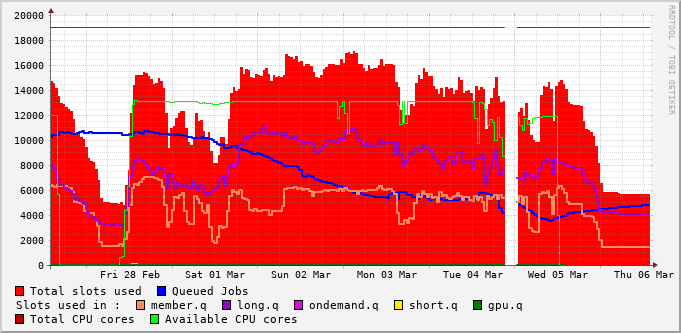 20000
18000
16000
14000
12000
10000
8000
6000
4000
2000
0
Fri 28 Feb Sat 01 Mar Sun 02 Mar Mon 03 Mar Tue 04 Mar Wed 05 Mar Thu 06 Mar
Total slots used Queued Jobs
Slots used in : member.q long.q ondemand.q short.q gpu.q
Total CPU cores Available CPU cores
RRDTOOL / TOBI OETIKER